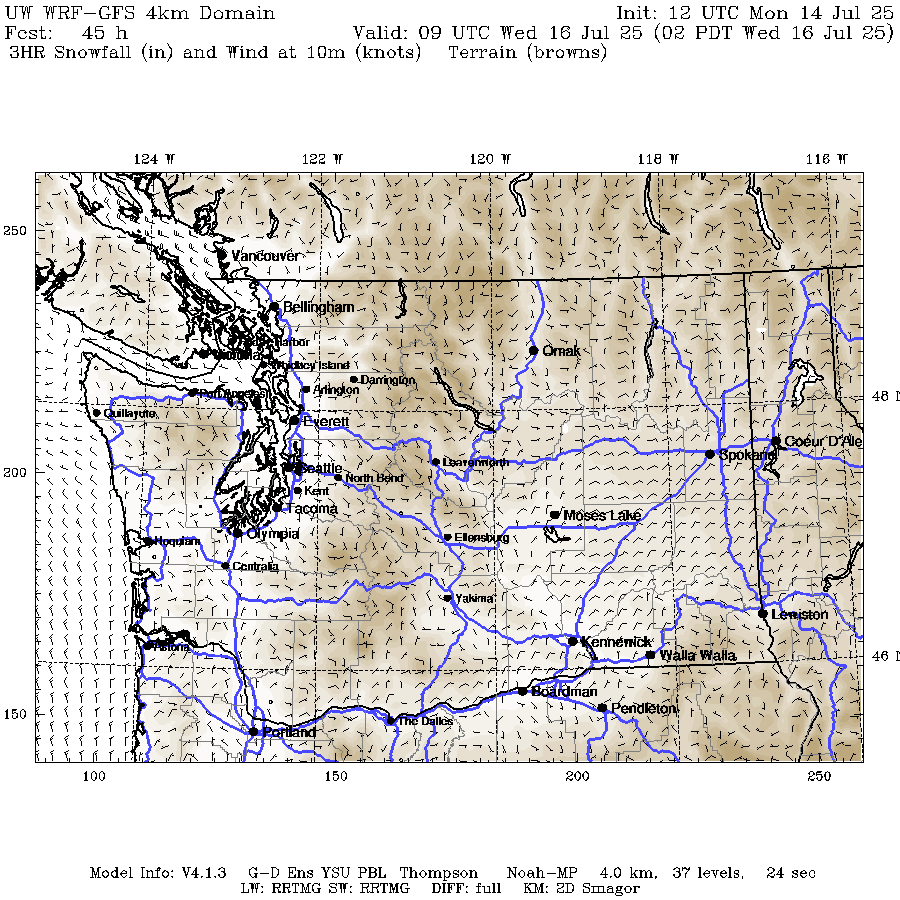 UW WRF-GFS 4km Domain Init: 12 UTC Mon 14 Jul 25
Fcst: 45 h Valid: 09 UTC Wed 16 Jul 25 (02 PDT Wed 16 Jul 25)
3HR Snowfall (in) and Wind at 10m (knots) Terrain (browns)
124 W 122 W 120 W 118 W 116 W
250
Vancouver
Bellingham
Omak
Whidbey Island
Darrington
Arlington
Port Angeles
48 N
Quillayute
Everett
Coeur D'Ale
Spokane
Leavenworth
200
Seattle
North Bend
Kent
Tacoma
Moses Lake
Olympia
Ellensburg
Hoquiam
Centralia
Yakima
Lewiston
Kennewick
Astoria
Walla Walla
46 N
Boardman
Pendleton
150
The Dalles
Portland
100 150 200 250
Model Info: V4.1.3 G-D Ens YSU PBL Thompson Noah-MP 4.0 km, 37 levels, 24 sec
LW: RRTMG SW: RRTMG DIFF: full KM: 2D Smagor